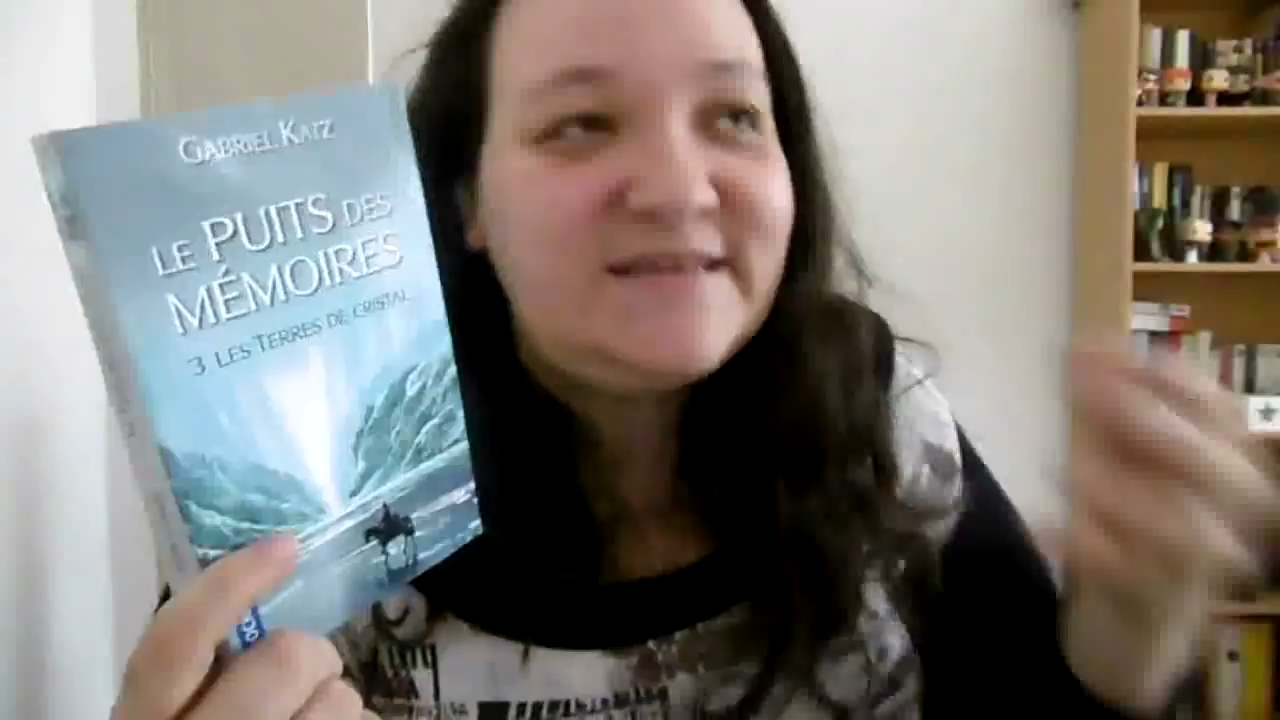 GABRIEL KATZ
LE PUITS DES
MÉMOIRES
3 LES TERRES DE CRISTAL